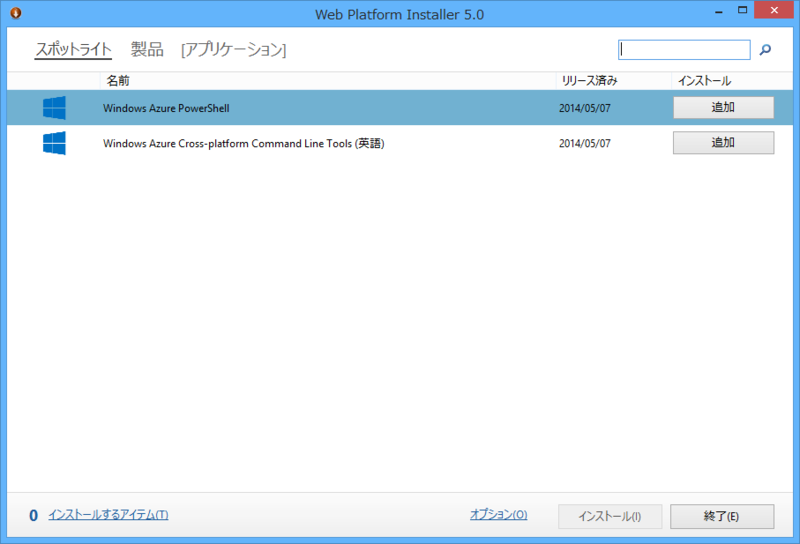 Web Platform Installer 5.0
スポットライト 製品 [アプリケーション]
名前 リリース済み インストール
Windows Azure PowerShell 2014/05/07 追加
Windows Azure Cross-platform Command Line Tools (英語) 2014/05/07 追加
0 インストールするアイテム(T) オプション(O) インストール(I) 終了(E)